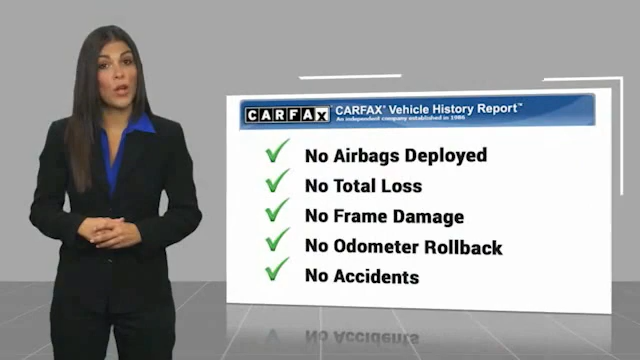 CARFAX CARFAX® Vehicle History Report™
An independent company established in 1986
No Airbags Deployed
No Total Loss
No Frame Damage
No Odometer Rollback
No Accidents